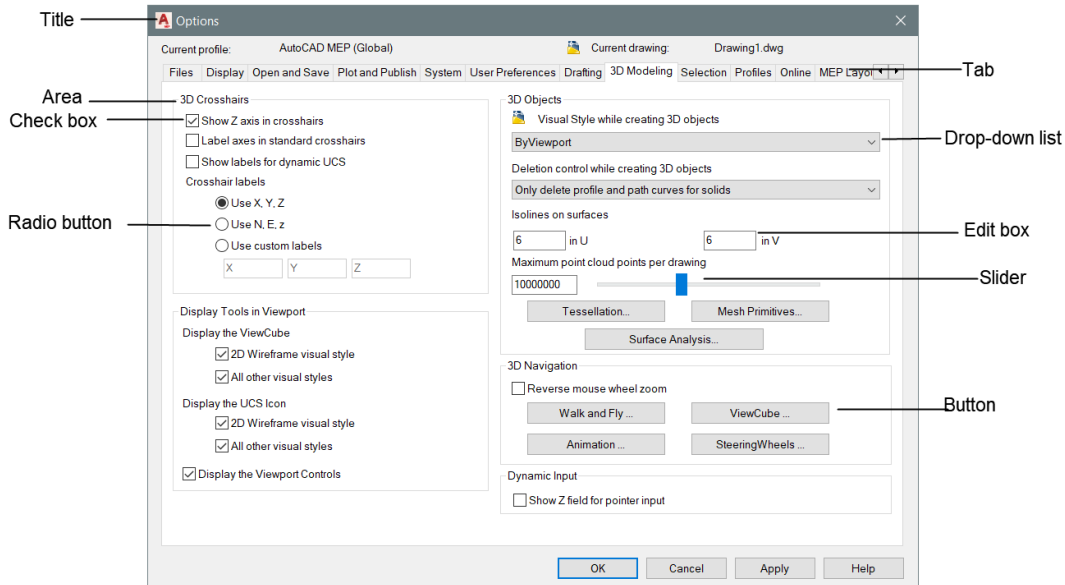 Title
A Options
Current profile: AutoCAD MEP (Global) Current drawing: Drawing1.dwg
Files Display Open and Save Plot and Publish System User Preferences Drafting 3D Modeling Selection Profiles Online MEP Layou
Tab
Area
3D Crosshairs
Check box
Show Z axis in crosshairs
Label axes in standard crosshairs
Show labels for dynamic UCS
Crosshair labels
Use X, Y, Z
Radio button
Use N, E, z
Use custom labels
X Y Z
Display Tools in Viewport
Display the ViewCube
2D Wireframe visual style
All other visual styles
Display the UCS Icon
2D Wireframe visual style
All other visual styles
Display the Viewport Controls
3D Objects
Visual Style while creating 3D objects
ByViewport
Drop-down list
Deletion control while creating 3D objects
Only delete profile and path curves for solids
Isolines on surfaces
6 in U 6 in V
Edit box
Maximum point cloud points per drawing
10000000
Slider
Tessellation... Mesh Primitives...
Surface Analysis...
3D Navigation
Reverse mouse wheel zoom
Walk and Fly ... ViewCube ...
Button
Animation ... SteeringWheels ...
Dynamic Input
Show Z field for pointer input
OK Cancel Apply Help